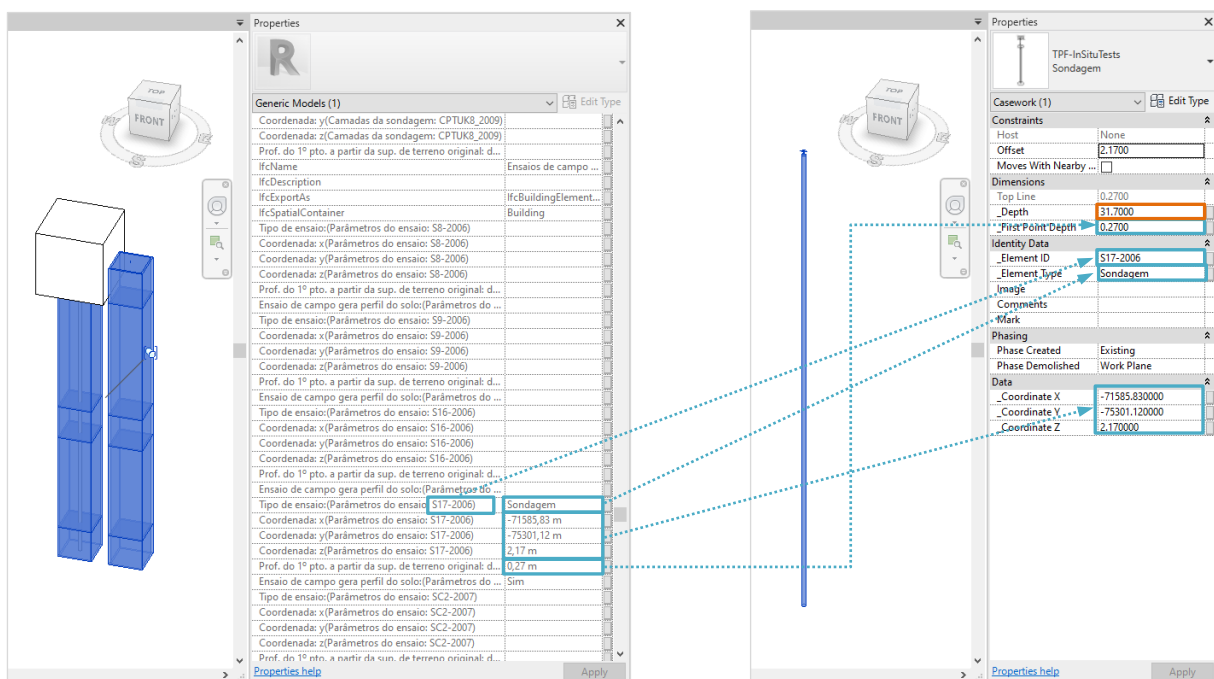 Properties
Generic Models (1)
Edit Type
Coordenada: y(Camadas da sondagem: CPTUK8_2009)
Coordenada: z(Camadas da sondagem: CPTUK8_2009)
Prof. do 1º pto. a partir da sup. de terreno original: d...
IfcName Ensaios de campo ...
IfcDescription
IfcExportAs IfcBuildingElement...
IfcSpatialContainer Building
Tipo de ensaio:(Parâmetros do ensaio: S8-2006)
Coordenada: x(Parâmetros do ensaio: S8-2006)
Coordenada: y(Parâmetros do ensaio: S8-2006)
Coordenada: z(Parâmetros do ensaio: S8-2006)
Prof. do 1º pto. a partir da sup. de terreno original: d...
Ensaio de campo gera perfil do solo:(Parâmetros do ...
Tipo de ensaio:(Parâmetros do ensaio: S9-2006)
Coordenada: x(Parâmetros do ensaio: S9-2006)
Coordenada: y(Parâmetros do ensaio: S9-2006)
Coordenada: z(Parâmetros do ensaio: S9-2006)
Prof. do 1º pto. a partir da sup. de terreno original: d...
Ensaio de campo gera perfil do solo:(Parâmetros do ...
Tipo de ensaio:(Parâmetros do ensaio: S16-2006)
Coordenada: x(Parâmetros do ensaio: S16-2006)
Coordenada: y(Parâmetros do ensaio: S16-2006)
Coordenada: z(Parâmetros do ensaio: S16-2006)
Prof. do 1º pto. a partir da sup. de terreno original: d...
Ensaio de campo gera perfil do solo:(Parâmetros do ...
Tipo de ensaio:(Parâmetros do ensaio: S17-2006) Sondagem
Coordenada: x(Parâmetros do ensaio: S17-2006) -71585,83 m
Coordenada: y(Parâmetros do ensaio: S17-2006) -75301,12 m
Coordenada: z(Parâmetros do ensaio: S17-2006) 2,17 m
Prof. do 1º pto. a partir da sup. de terreno original: d... 0,27 m
Ensaio de campo gera perfil do solo:(Parâmetros do ... Sim
Tipo de ensaio:(Parâmetros do ensaio: SC2-2007)
Coordenada: x(Parâmetros do ensaio: SC2-2007)
Coordenada: y(Parâmetros do ensaio: SC2-2007)
Coordenada: z(Parâmetros do ensaio: SC2-2007)
Prof. do 1º pto. a partir da sup. de terreno original: d...
Properties help
Apply
TOP
FRONT
R
Properties
TPF-InSituTests
Sondagem
Casework (1)
Edit Type
Constraints
Host None
Offset 2.1700
Moves With Nearby ...
Dimensions
Top Line 0.2700
_Depth 31.7000
_First Point Depth 0.2700
Identity Data
_Element ID S17-2006
_Element Type Sondagem
Image
Comments
Mark
Phasing
Phase Created Existing
Phase Demolished Work Plane
Data
_Coordinate X -71585.830000
_Coordinate Y -75301.120000
_Coordinate Z 2.170000
Properties help
Apply
TOP
FRONT